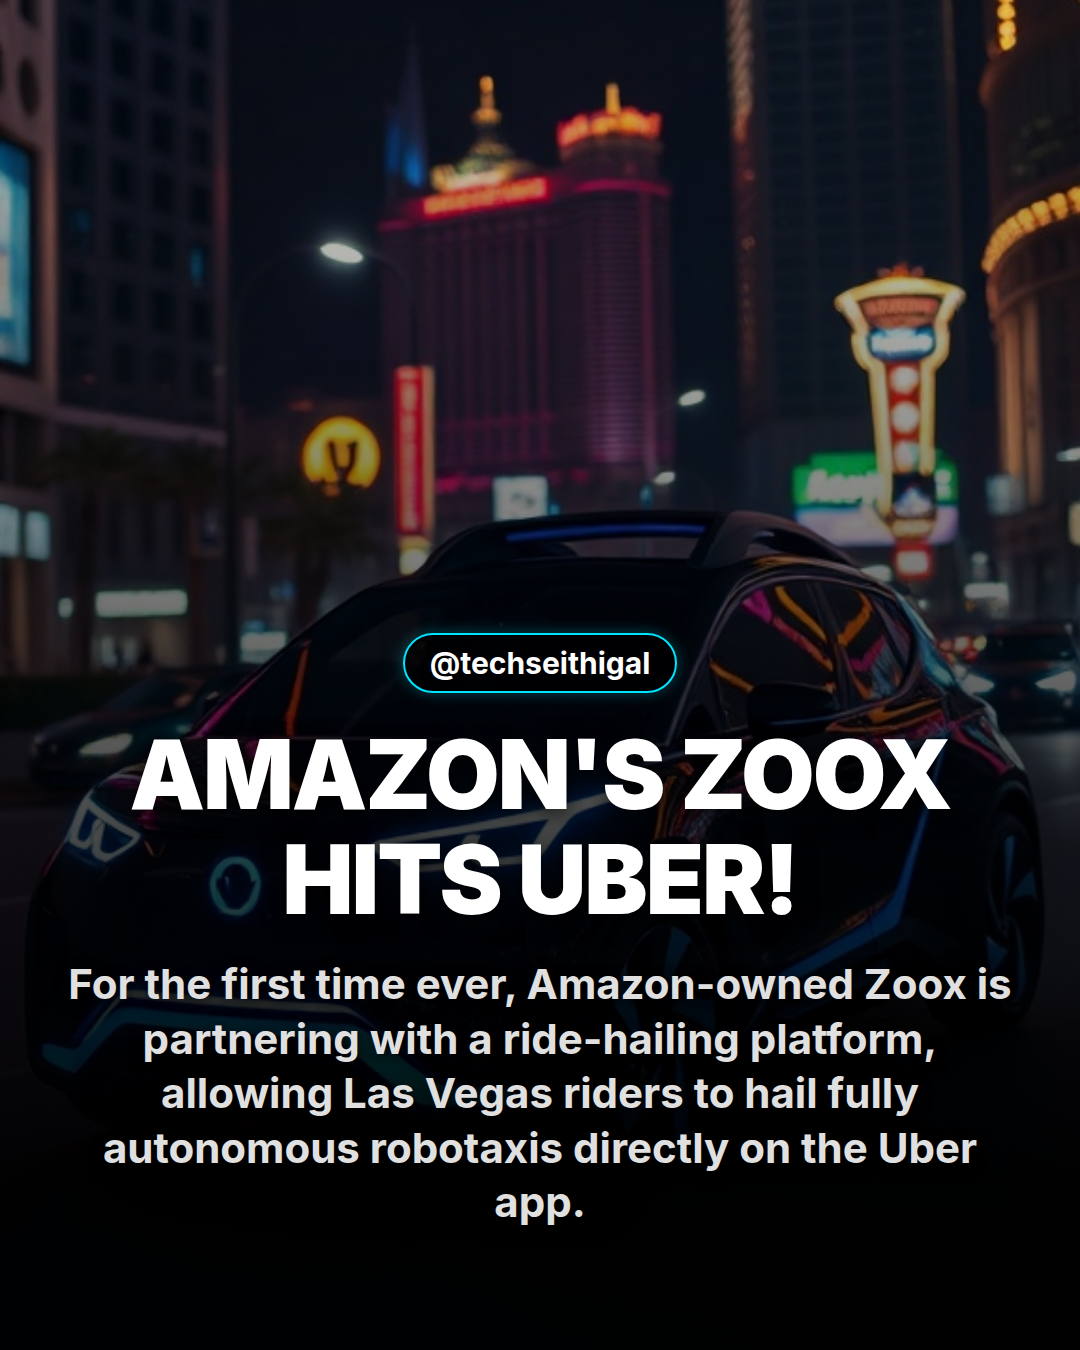 @techseithigal
AMAZON'S ZOOX
HITS UBER!
For the first time ever, Amazon-owned Zoox is
partnering with a ride-hailing platform,
allowing Las Vegas riders to hail fully
autonomous robotaxis directly on the Uber
app.